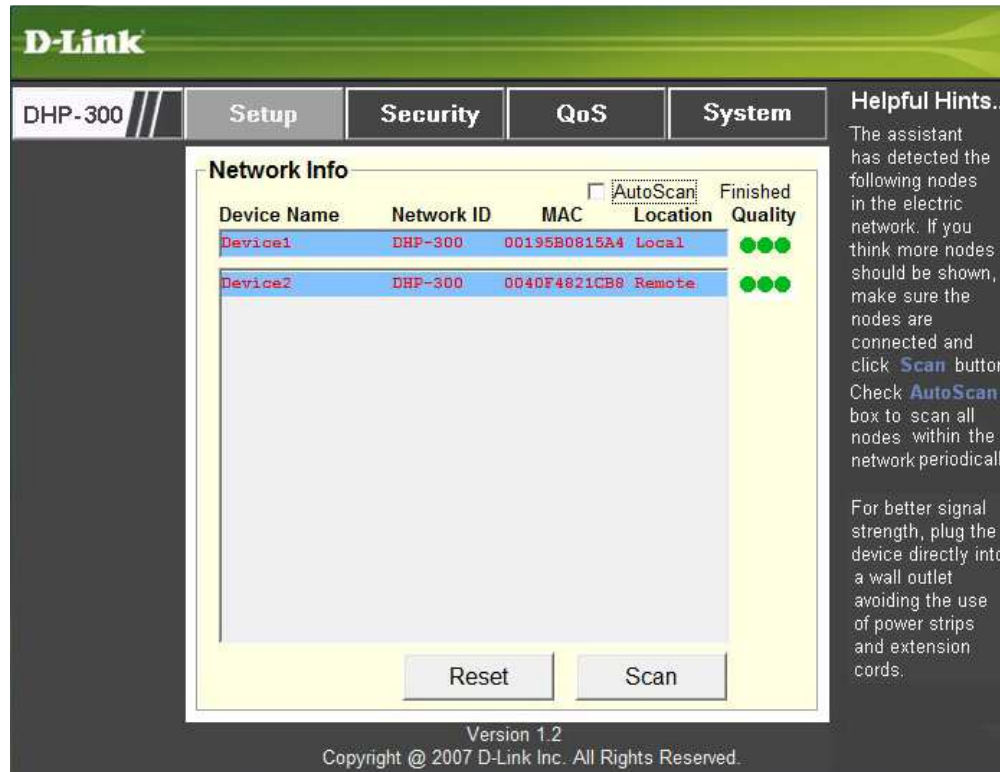 D-Link
DHP-300
Setup
Security
QoS
System
Network Info
AutoScan Finished
Device Name Network ID MAC Location Quality
Device1 DHP-300 00195B0815A4 Local
Device2 DHP-300 0040F4821CB8 Remote
Reset
Scan
Helpful Hints..
The assistant
has detected the
following nodes
in the electric
network. If you
think more nodes
should be shown,
make sure the
nodes are
connected and
click Scan button
Check AutoScan
box to scan all
nodes within the
network periodicall
For better signal
strength, plug the
device directly into
a wall outlet
avoiding the use
of power strips
and extension
cords.
Version 1.2
Copyright @ 2007 D-Link Inc. All Rights Reserved.